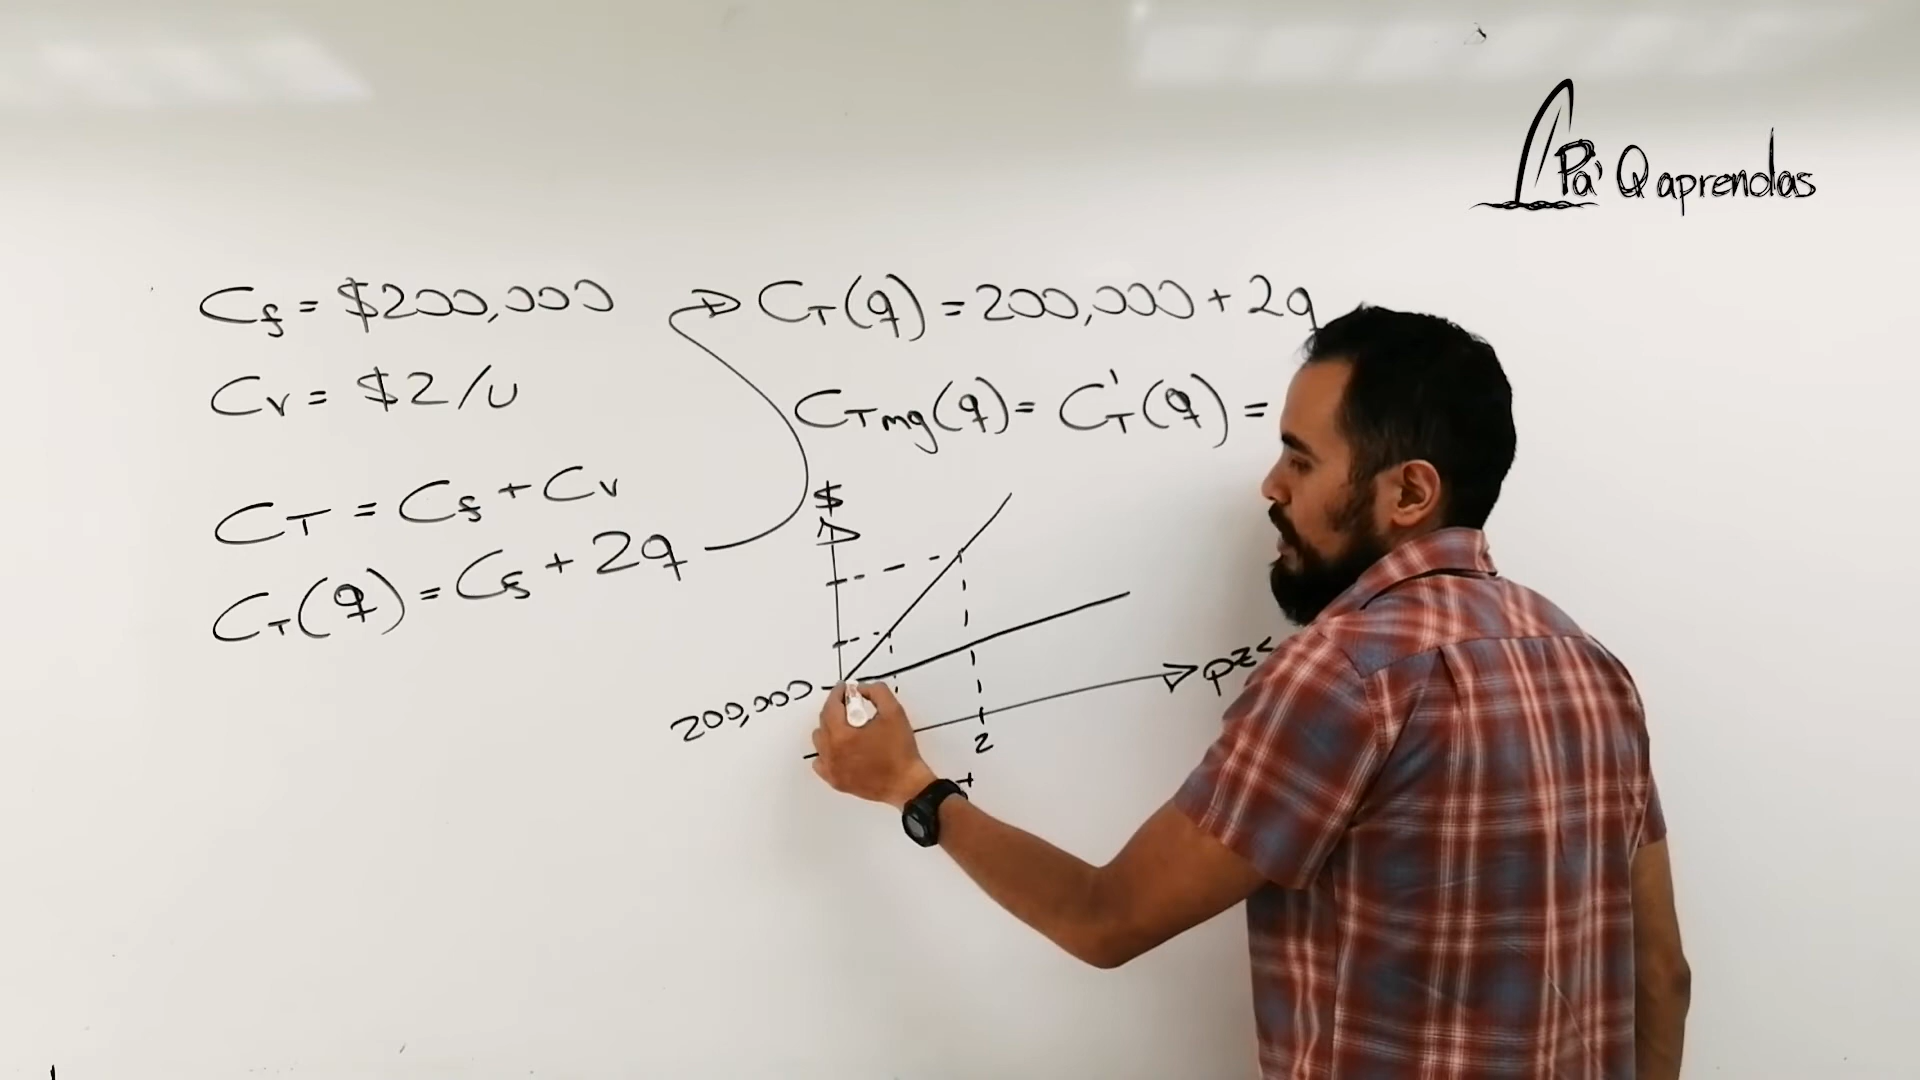 Pa' Q aprendas
Cf = $200,000
Cv = $2/u
CT = Cf + Cv
CT(q) = Cf + 2q
CT(q) = 200,000 + 2q
CTmg(q) = C'T(q) =
$
200,000
2